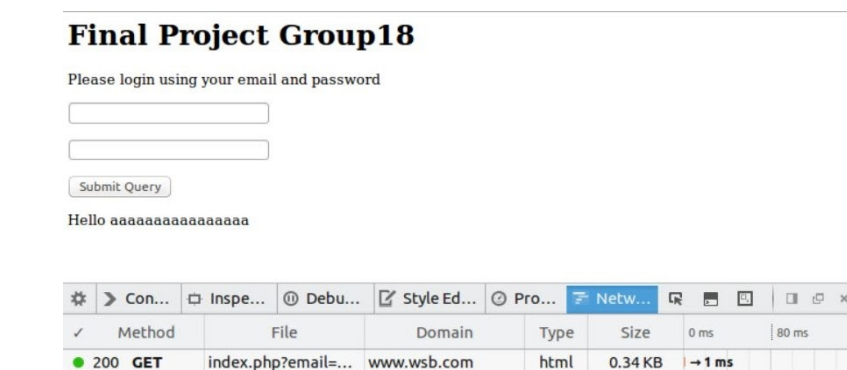 Final Project Group18
Please login using your email and password
Submit Query
Hello aaaaaaaaaaaaaaaa
Con... Inspe... Debu... Style Ed... Pro... Netw...
✓ Method File Domain Type Size 0 ms 80 ms
200 GET index.php?email=... www.wsb.com html 0.34 KB → 1 ms